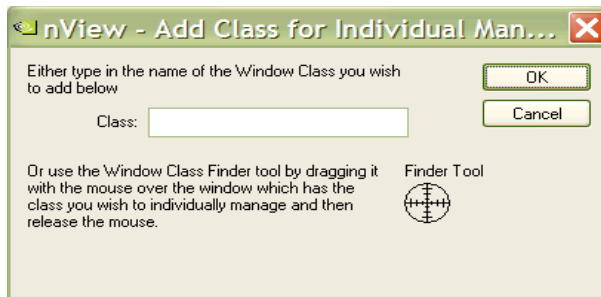 nView - Add Class for Individual Man...
Either type in the name of the Window Class you wish
to add below
OK
Class:
Cancel
Or use the Window Class Finder tool by dragging it
with the mouse over the window which has the
class you wish to individually manage and then
release the mouse.
Finder Tool